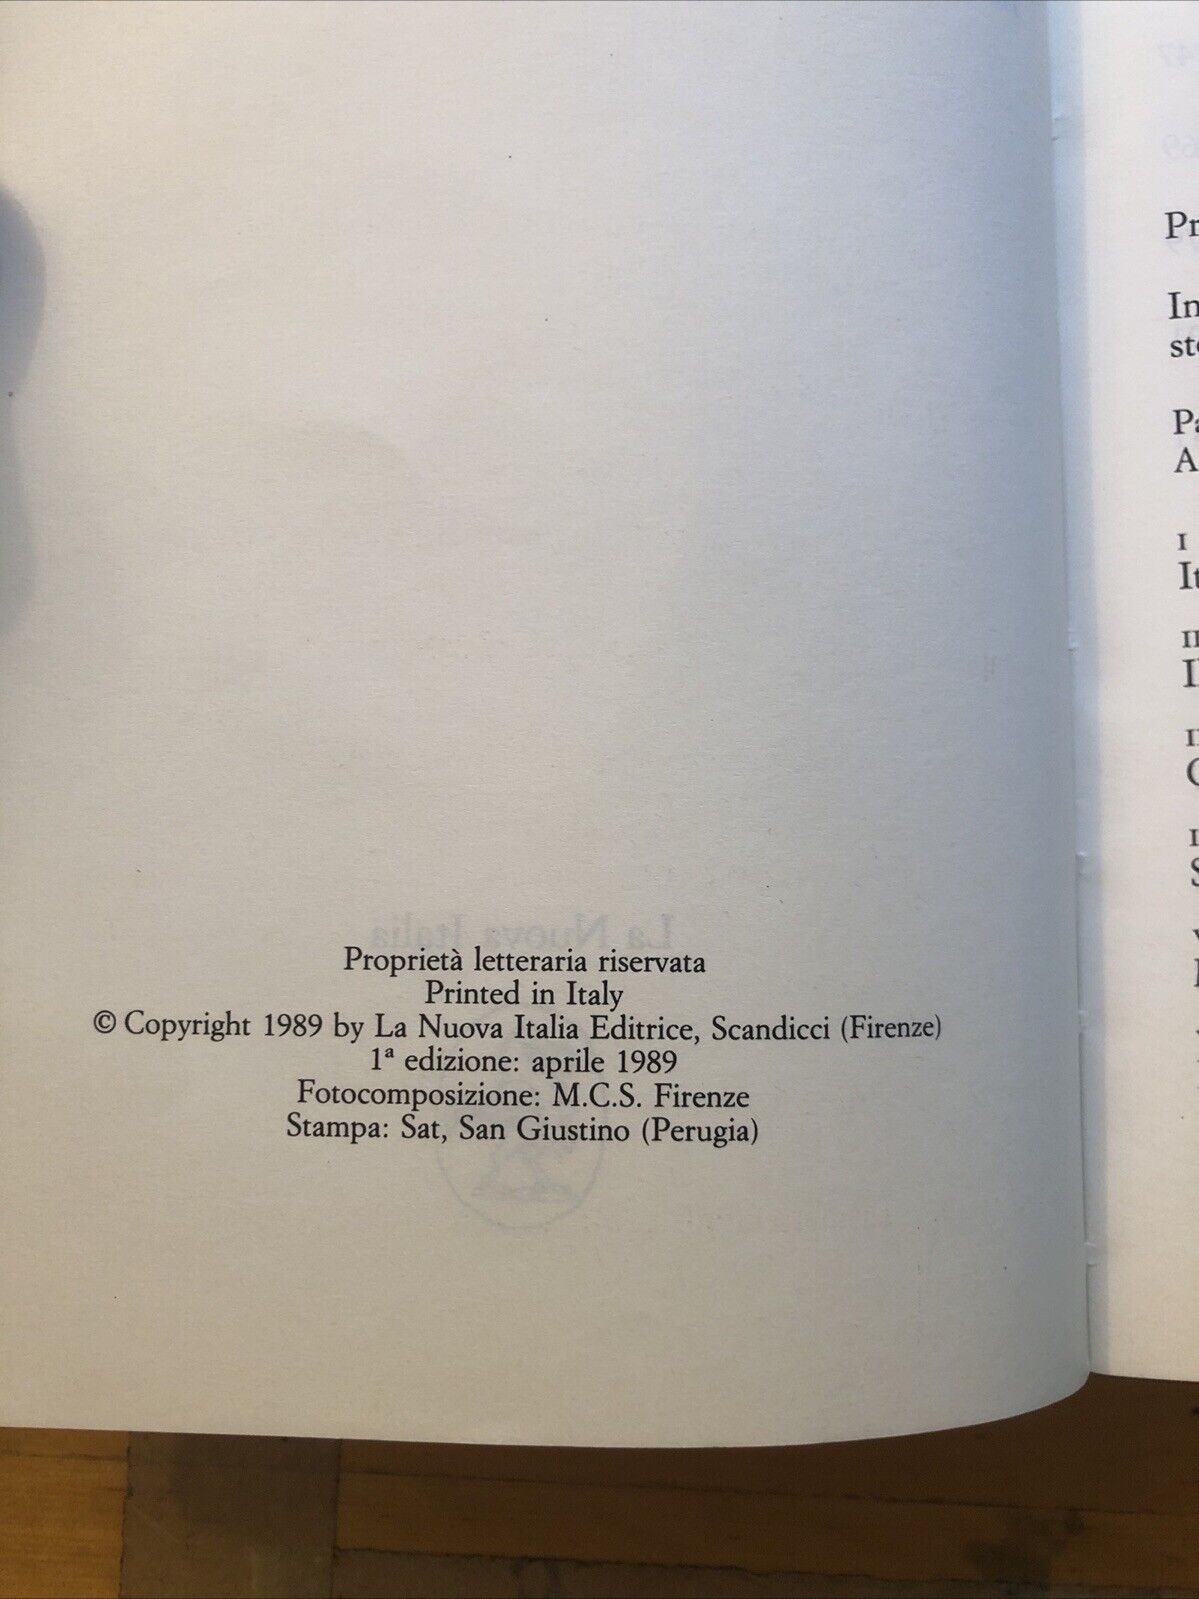 Proprietà letteraria riservata
Printed in Italy
© Copyright 1989 by La Nuova Italia Editrice, Scandicci (Firenze)
1ª edizione: aprile 1989
Fotocomposizione: M.C.S. Firenze
Stampa: Sat, San Giustino (Perugia)